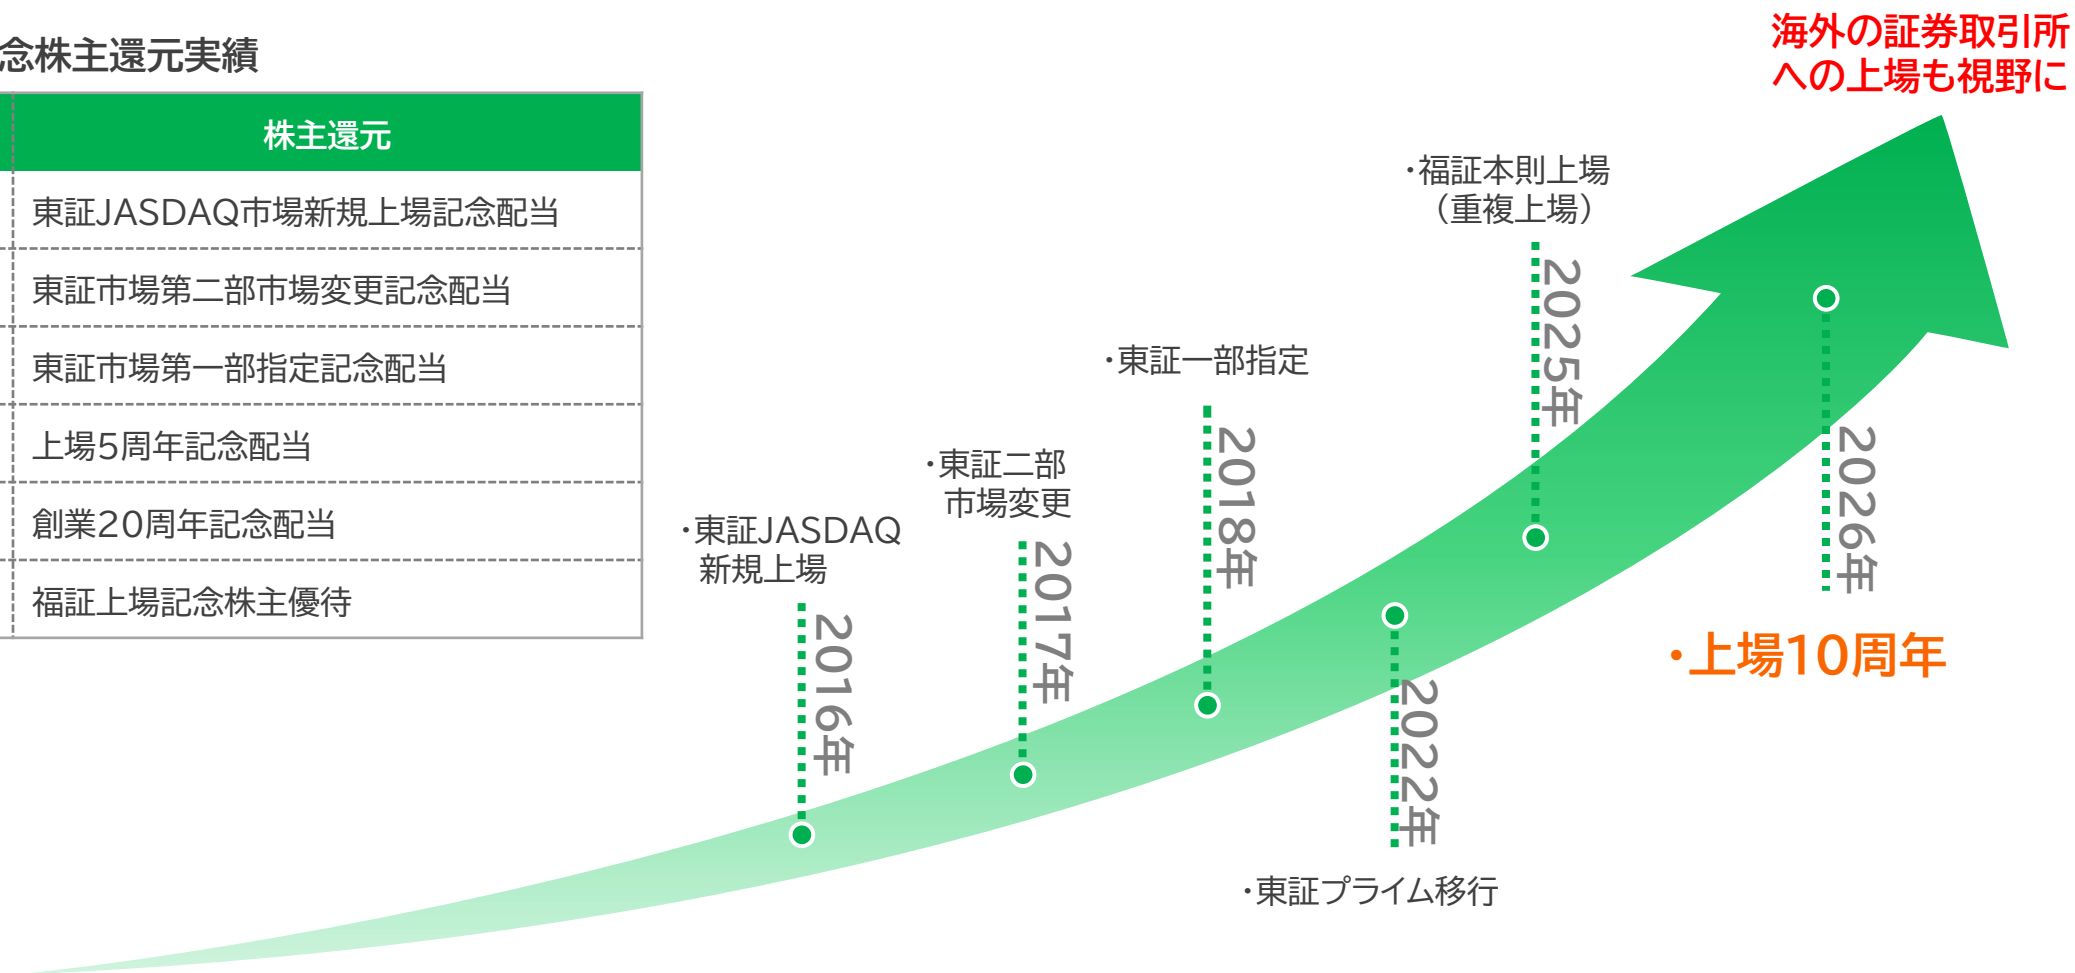 念株主還元実績
株主還元
東証JASDAQ市場新規上場記念配当
東証市場第二部市場変更記念配当
東証市場第一部指定記念配当
上場5周年記念配当
創業20周年記念配当
福証上場記念株主優待
・東証JASDAQ
新規上場
2016年
・東証二部
市場変更
2017年
・東証一部指定
2018年
2022年
・東証プライム移行
・福証本則上場
（重複上場）
2025年
2026年
・上場10周年
海外の証券取引所
への上場も視野に